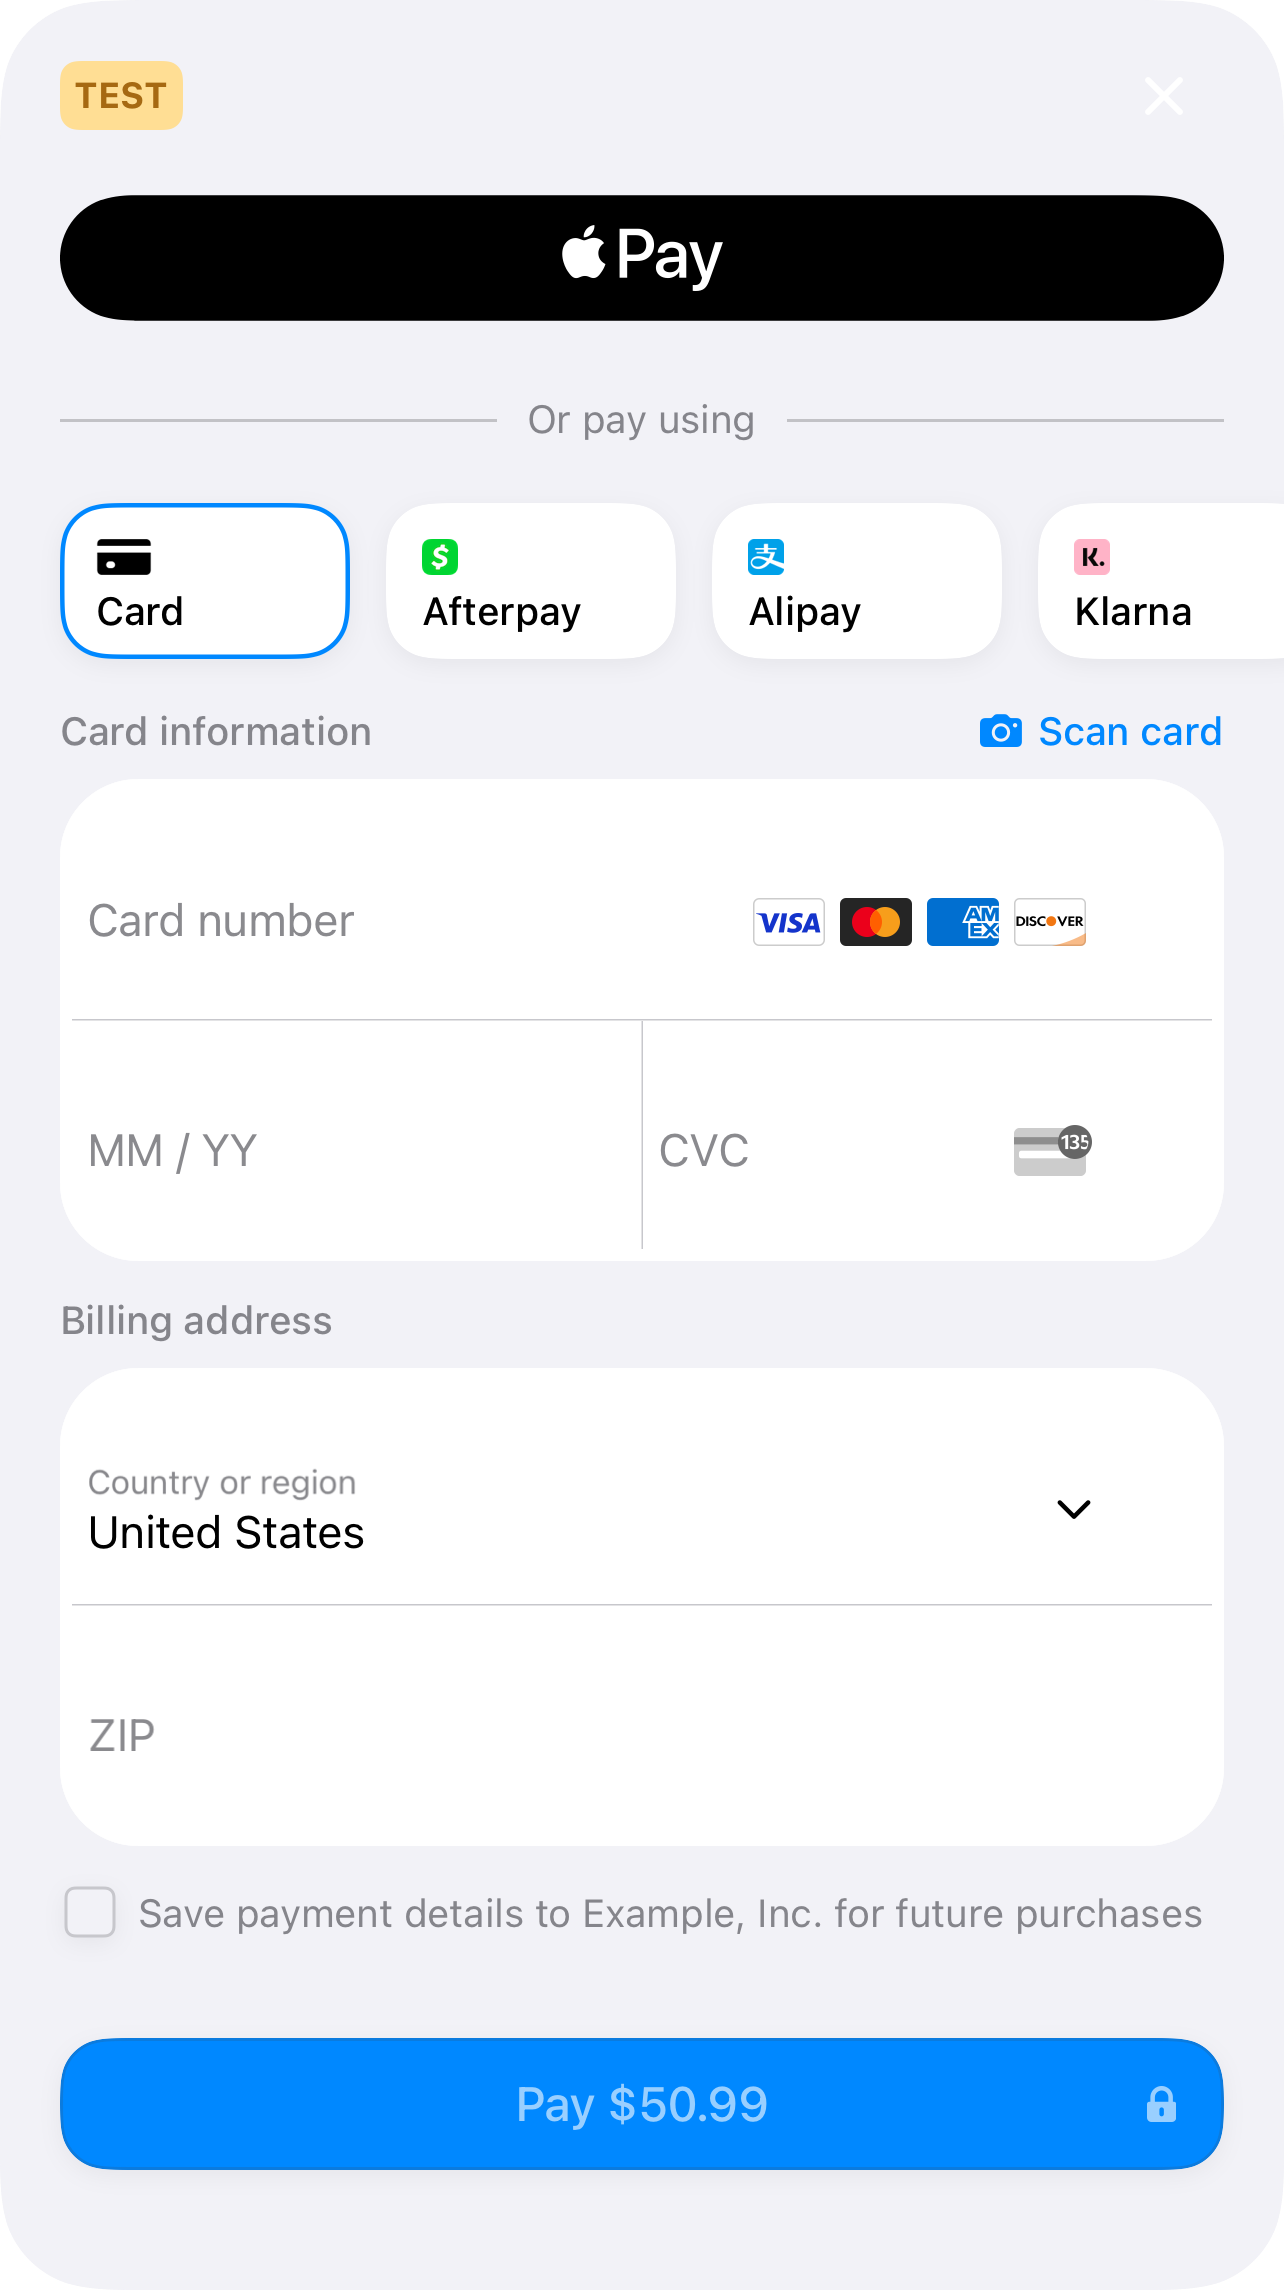 TEST
Pay
Or pay using
Card
$
Afterpay
支
Alipay
K.
Klarna
Card information
Scan card
Card number
VISA
AM
EX
DISCOVER
MM / YY
CVC
135
Billing address
Country or region
United States
ZIP
Save payment details to Example, Inc. for future purchases
Pay $50.99